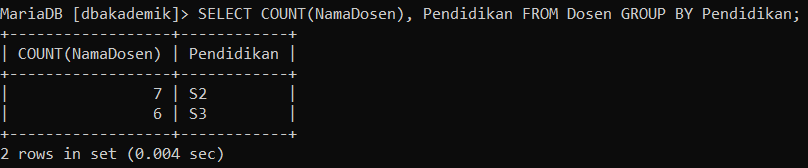 MariaDB [dbakademik]> SELECT COUNT(NamaDosen), Pendidikan FROM Dosen GROUP BY Pendidikan;
+------------------+------------+
| COUNT(NamaDosen) | Pendidikan |
+------------------+------------+
|                7 | S2         |
|                6 | S3         |
+------------------+------------+
2 rows in set (0.004 sec)